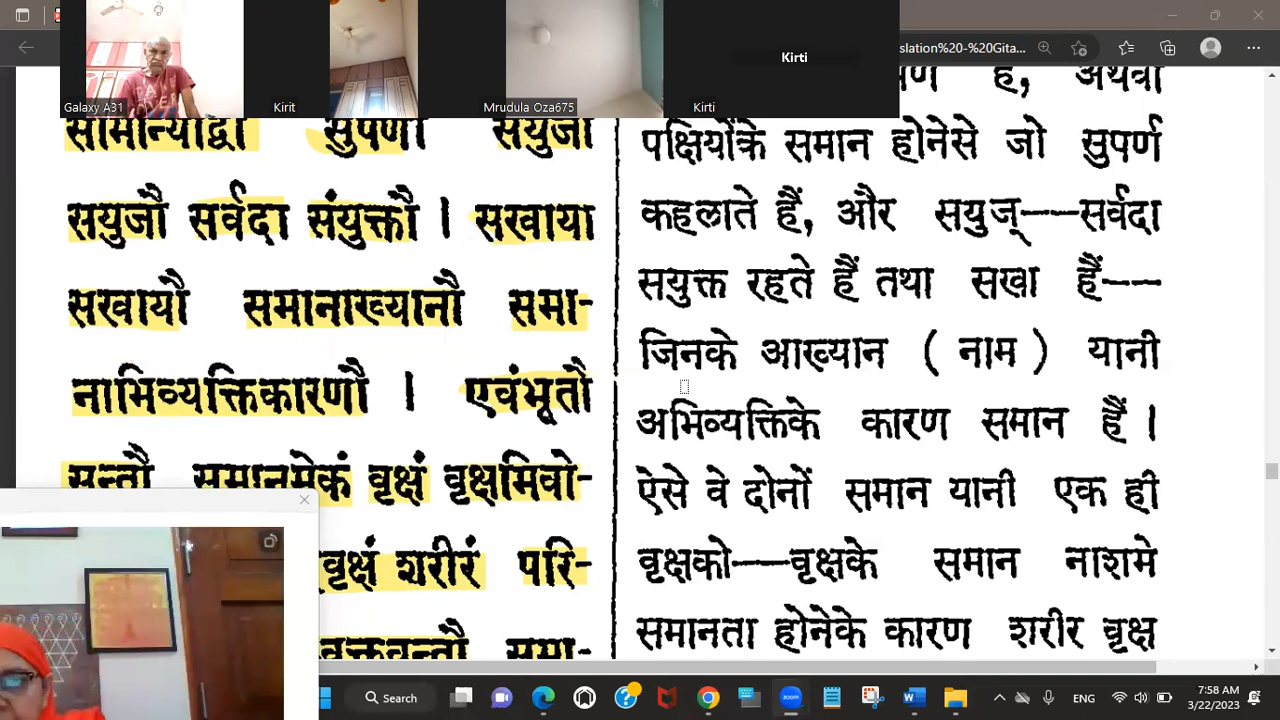 slation%20-%20Gita...
Galaxy A31
Kirit
Mrudula Oza675
Kirti
Kirti
सामान्याद्वा सुपर्णा सयुजा
सयुजौ सर्वदा संयुक्तौ । सखाया
सखायौ समानाख्यानौ समा-
नाभिव्यक्तिकारणौ । एवंभूतौ
सन्तौ समानमेकं वृक्षं वृक्षमिवो-
वृक्षं शरीरं परि-
समा-
हैं, अथवा
पक्षियोंके समान होनेसे जो सुपर्ण
कहलाते हैं, और सयुज्——सर्वदा
सयुक्त रहते हैं तथा सखा हैं——
जिनके आख्यान ( नाम ) यानी
अभिव्यक्तिके कारण समान हैं ।
ऐसे वे दोनों समान यानी एक ही
वृक्षको——वृक्षके समान नाशमे
समानता होनेके कारण शरीर वृक्ष
Search
ENG
7:58 AM
3/22/2023